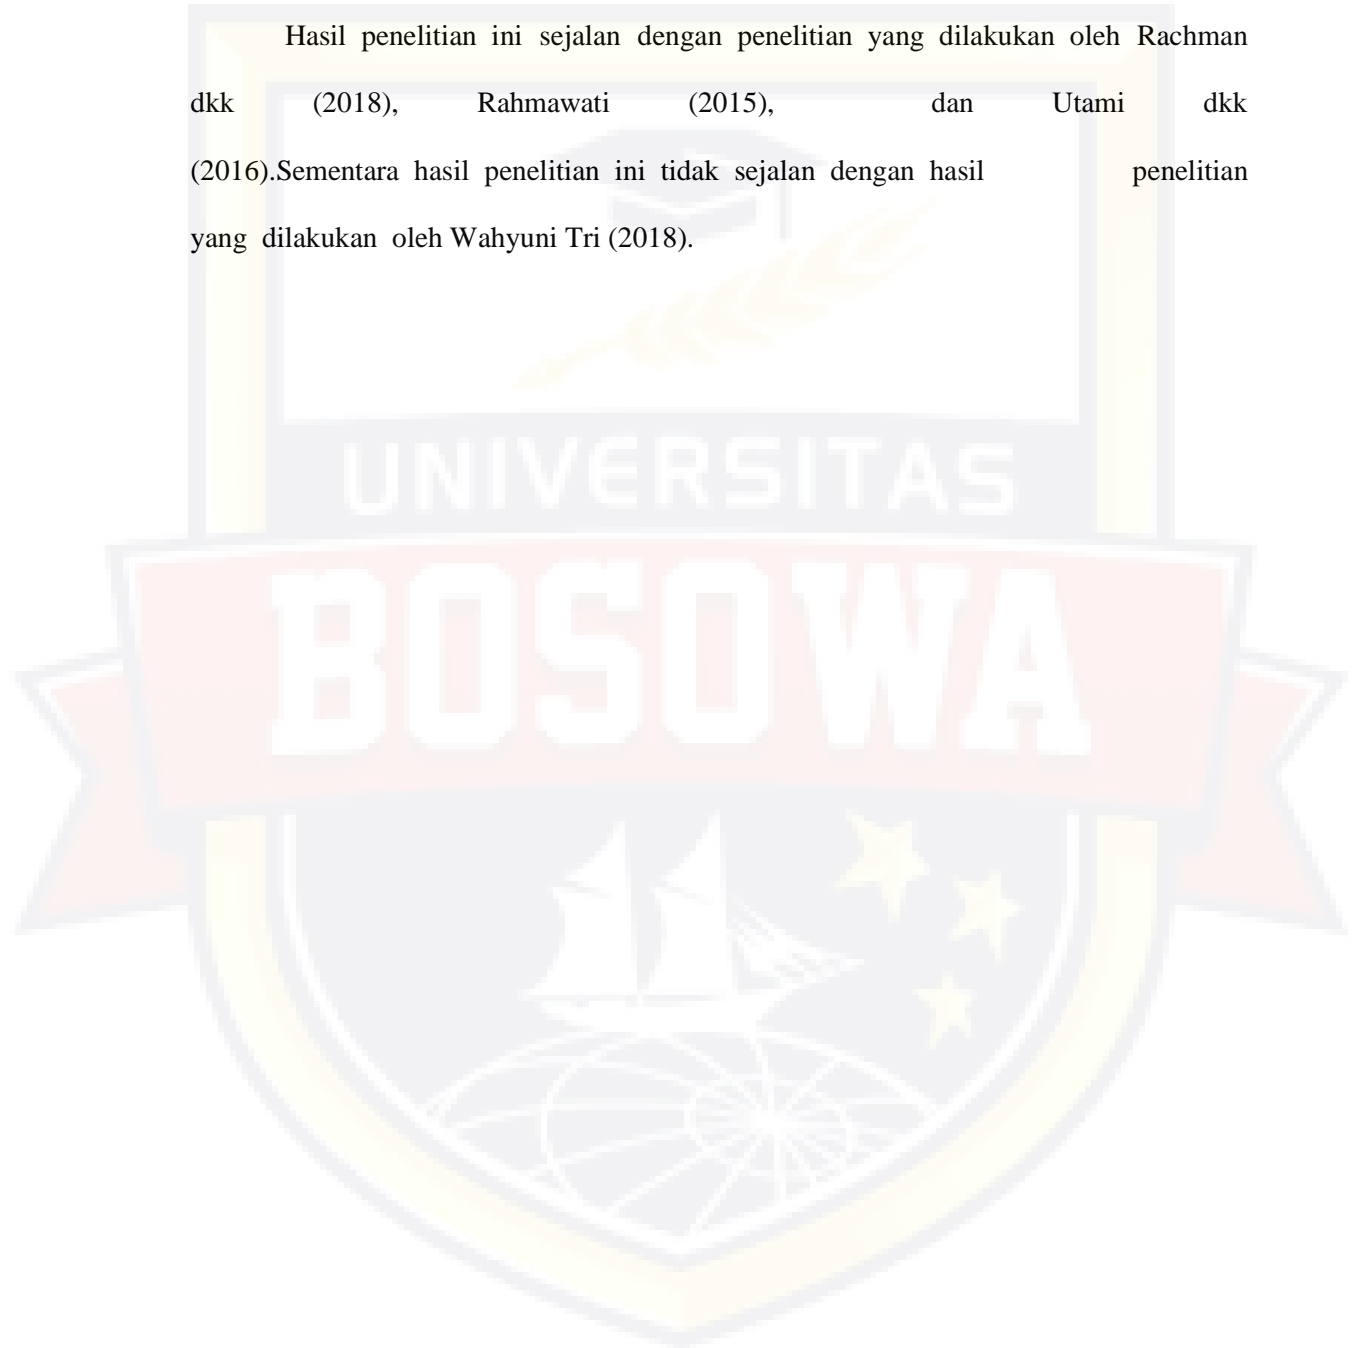 Hasil penelitian ini sejalan dengan penelitian yang dilakukan oleh Rachman
dkk (2018), Rahmawati (2015), dan Utami dkk
(2016).Sementara hasil penelitian ini tidak sejalan dengan hasil penelitian
yang dilakukan oleh Wahyuni Tri (2018).
UNIVERSITAS
BOSOWA